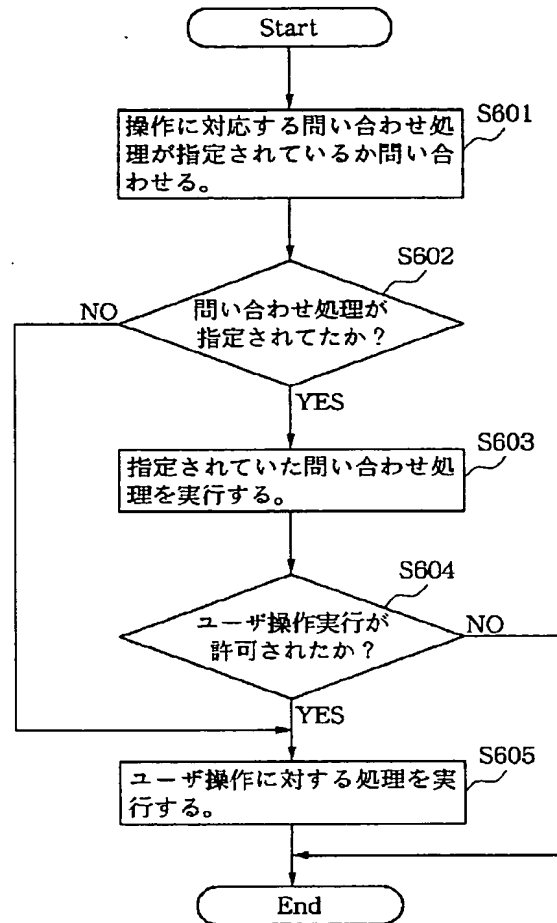 Start
S601
操作に対応する問い合わせ処
理が指定されているか問い合
わせる。
S602
NO
問い合わせ処理が
指定されてたか？
YES
S603
指定されていた問い合わせ処
理を実行する。
S604
ユーザ操作実行が
許可されたか？
NO
YES
S605
ユーザ操作に対する処理を実
行する。
End